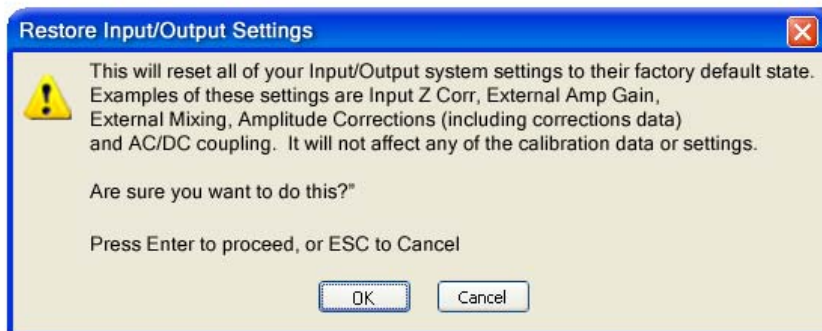 Restore Input/Output Settings
This will reset all of your Input/Output system settings to their factory default state.
Examples of these settings are Input Z Corr, External Amp Gain,
External Mixing, Amplitude Corrections (including corrections data)
and AC/DC coupling.  It will not affect any of the calibration data or settings.
Are sure you want to do this?"
Press Enter to proceed, or ESC to Cancel
OK
Cancel